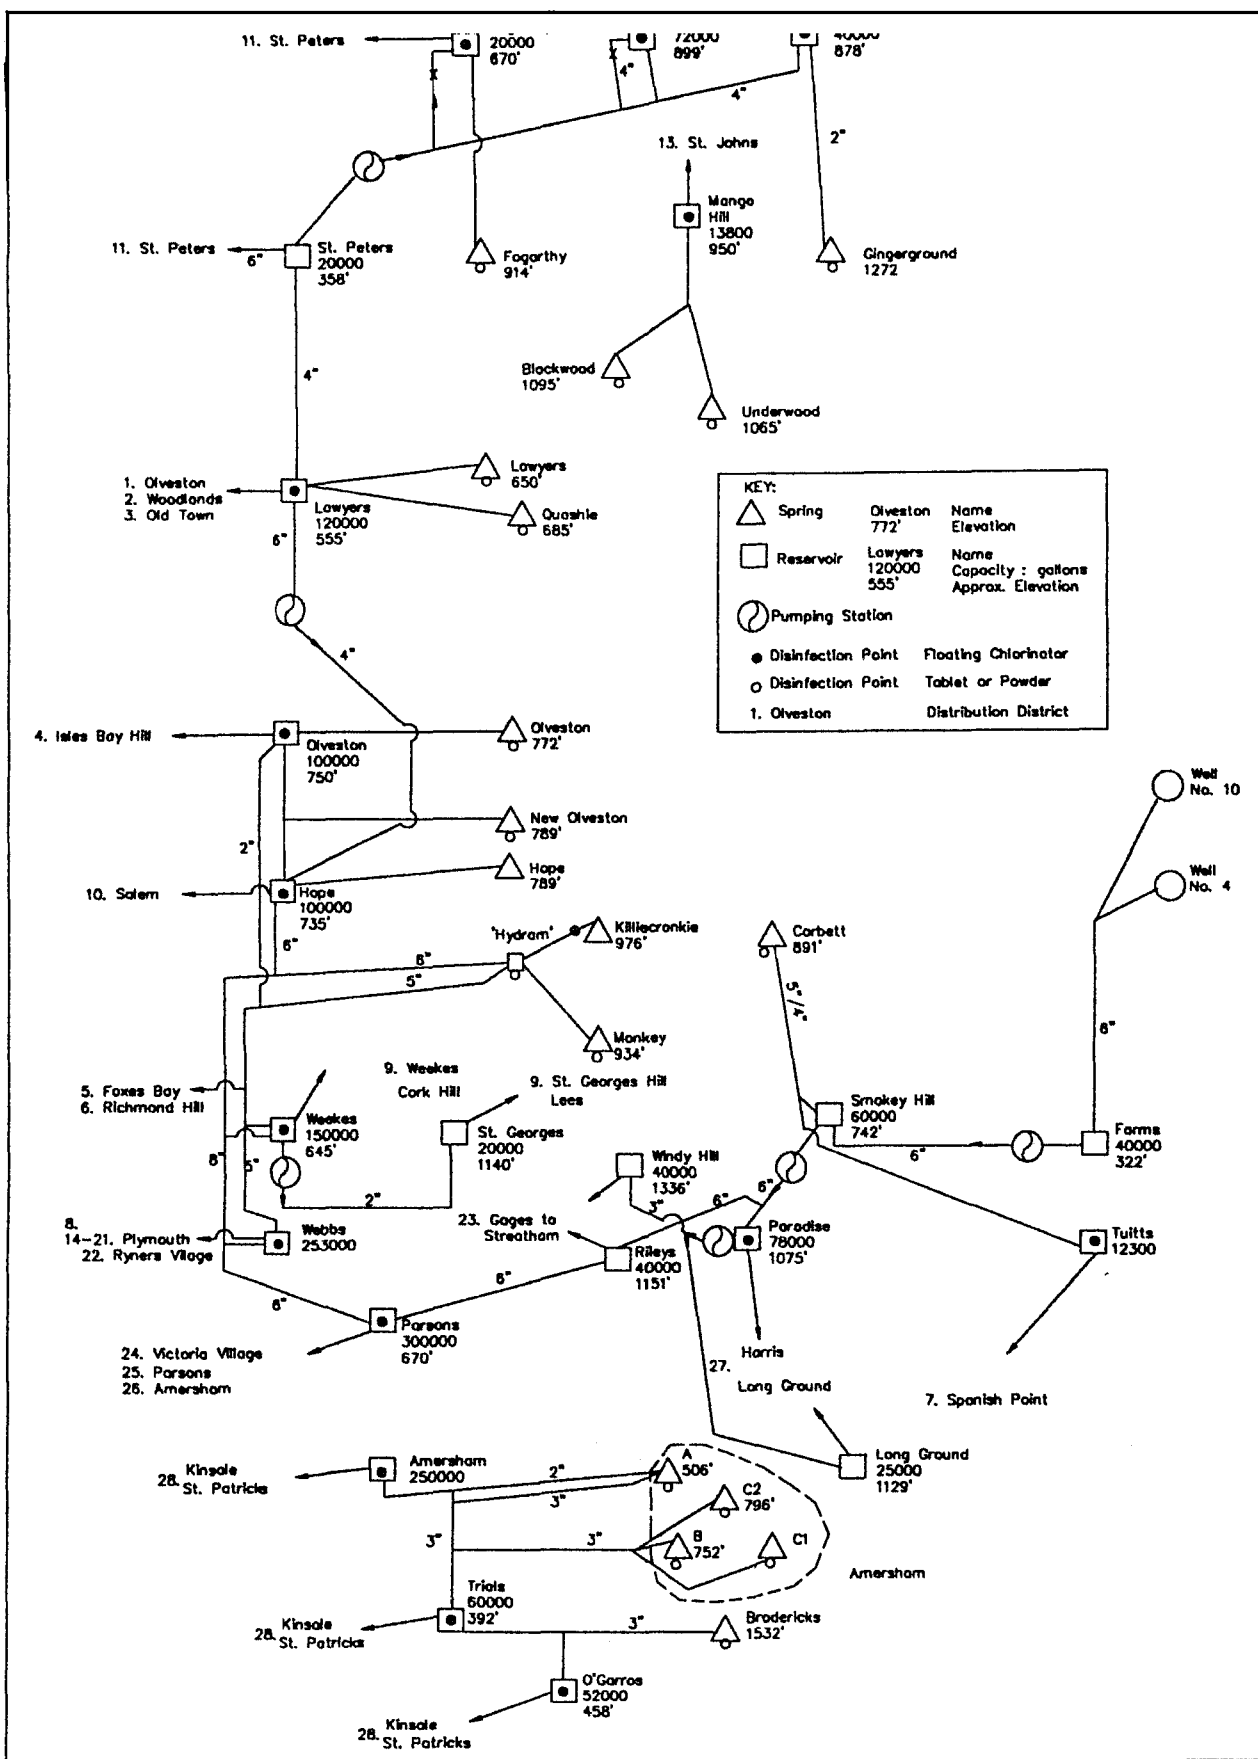 11. St. Peters
20000
670'
72000
899'
40000
878'
4"
4"
2"
13. St. Johns
Mango
Hill
13800
950'
11. St. Peters
6"
St. Peters
20000
358'
Fogarthy
914'
Gingerground
1272
4"
Blackwood
1095'
Underwood
1065'
1. Olveston
2. Woodlands
3. Old Town
Lawyers
120000
555'
Lawyers
650'
Quashie
685'
6"
KEY:
Spring
Olveston
772'
Name
Elevation
Reservoir
Lawyers
120000
555'
Name
Capacity : gallons
Approx. Elevation
Pumping Station
Disinfection Point
Floating Chlorinator
Disinfection Point
Tablet or Powder
1. Olveston
Distribution District
4"
4. Isles Bay Hill
Olveston
100000
750'
Olveston
772'
New Olveston
789'
2"
10. Salem
Hope
100000
735'
Hope
789'
Well
No. 10
Well
No. 4
6"
'Hydram'
Killiecronkie
976'
Corbett
891'
8"
5"
5"/4"
6"
Monkey
934'
5. Foxes Bay
6. Richmond Hill
9. Weekes
Cork Hill
9. St. Georges Hill
Lees
Weekes
150000
645'
St. Georges
20000
1140'
Smokey Hill
60000
742'
Farms
40000
322'
6"
8"
5"
2"
Windy Hill
40000
1336'
3"
6"
6"
8.
14-21. Plymouth
22. Ryners Village
Webbs
253000
23. Gages to
Streatham
Rileys
40000
1151'
Paradise
78000
1075'
Tuitts
12300
6"
8"
Parsons
300000
670'
24. Victoria Village
25. Parsons
26. Amersham
27.
Harris
Long Ground
7. Spanish Point
Long Ground
25000
1129'
28. Kinsale
St. Patricks
Amersham
250000
2"
3"
A
506'
C2
796'
3"
3"
B
752'
C1
Amersham
Trials
60000
392'
28. Kinsale
St. Patricks
3"
Brodericks
1532'
O'Garros
52000
458'
28. Kinsale
St. Patricks